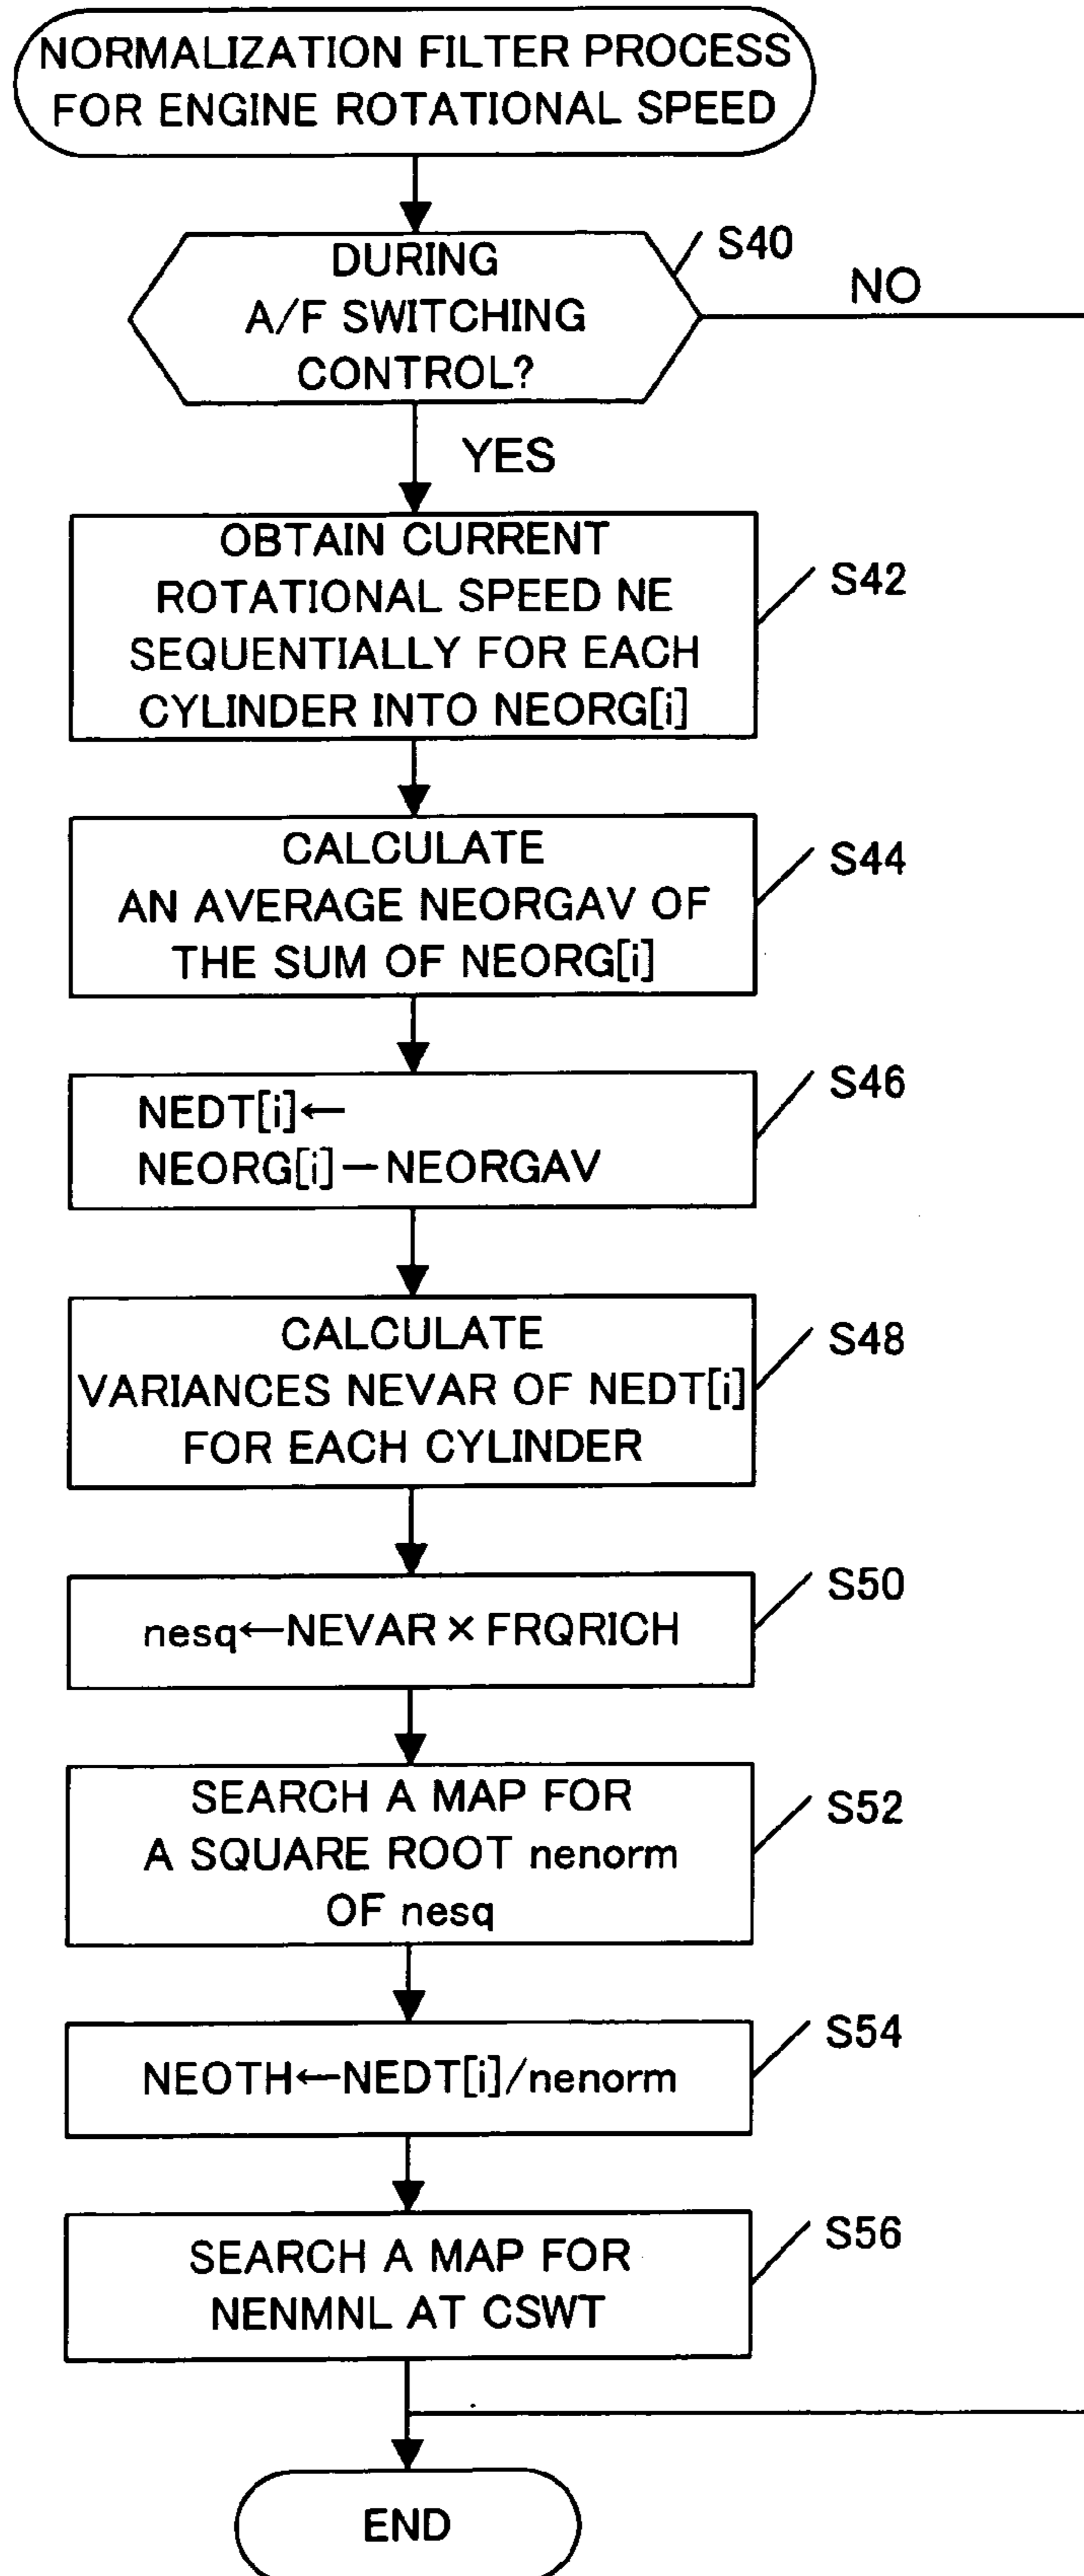 NORMALIZATION FILTER PROCESS
FOR ENGINE ROTATIONAL SPEED
S40
DURING
A/F SWITCHING
CONTROL?
NO
YES
S42
OBTAIN CURRENT
ROTATIONAL SPEED NE
SEQUENTIALLY FOR EACH
CYLINDER INTO NEORG[i]
S44
CALCULATE
AN AVERAGE NEORGAV OF
THE SUM OF NEORG[i]
S46
NEDT[i]←
NEORG[i]－NEORGAV
S48
CALCULATE
VARIANCES NEVAR OF NEDT[i]
FOR EACH CYLINDER
S50
nesq←NEVAR×FRQRICH
S52
SEARCH A MAP FOR
A SQUARE ROOT nenorm
OF nesq
S54
NEOTH←NEDT[i]/nenorm
S56
SEARCH A MAP FOR
NENMNL AT CSWT
END